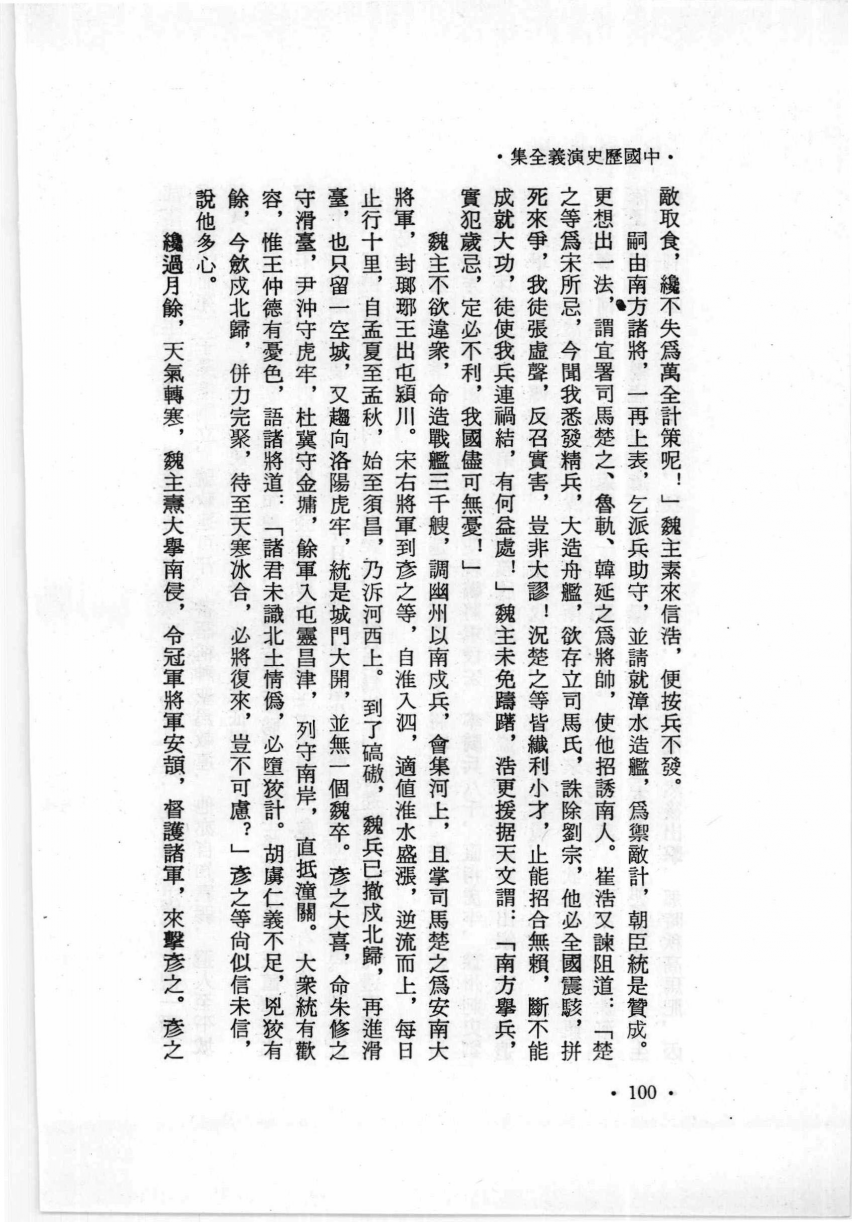 ·中國歷史演義全集·
敵取食，纔不失爲萬全計策呢！」魏主素來信浩，便按兵不發。
嗣由南方諸將，一再上表，乞派兵助守，並請就漳水造艦，爲禦敵計，朝臣統是贊成。
更想出一法，謂宜署司馬楚之、魯軌、韓延之爲將帥，使他招誘南人。崔浩又諫阻道：「楚
之等爲宋所忌，今聞我悉發精兵，大造舟艦，欲存立司馬氏，誅除劉宗，他必全國震駭，拼
死來爭，我徒張虛聲，反召實害，豈非大謬！況楚之等皆纖利小才，止能招合無賴，斷不能
成就大功，徒使我兵連禍結，有何益處！」魏主未免躊躇，浩更援据天文謂：「南方擧兵，
實犯歲忌，定必不利，我國儘可無憂！」
魏主不欲違衆，命造戰艦三千艘，調幽州以南戍兵，會集河上，且掌司馬楚之爲安南大
將軍，封瑯琊王出屯潁川。宋右將軍到彥之等，自淮入泗，適値淮水盛漲，逆流而上，每日
止行十里，自孟夏至孟秋，始至須昌，乃泝河西上。到了碻磝，魏兵已撤戍北歸，再進滑
臺，也只留一空城，又趨向洛陽虎牢，統是城門大開，並無一個魏卒。彥之大喜，命朱修之
守滑臺，尹沖守虎牢，杜冀守金墉，餘軍入屯靈昌津，列守南岸，直抵潼關。大衆統有歡
容，惟王仲德有憂色，語諸將道：「諸君未識北土情僞，必墮狡計。胡虜仁義不足，兇狡有
餘，今斂戍北歸，併力完聚，待至天寒冰合，必將復來，豈不可慮？」彥之等尙似信未信，
說他多心。
纔過月餘，天氣轉寒，魏主燾大擧南侵，令冠軍將軍安頡，督護諸軍，來擊彥之。彥之
·100·